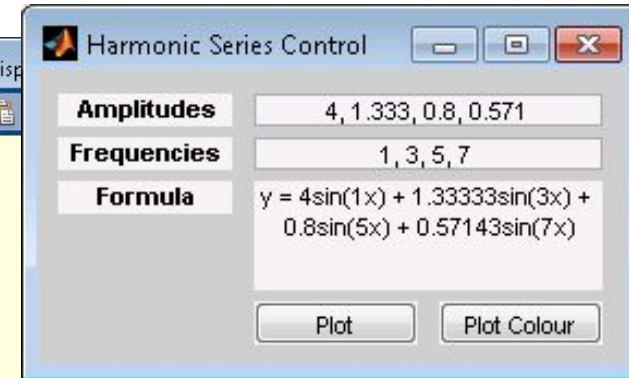 Harmonic Series Control
isp
Amplitudes 4, 1.333, 0.8, 0.571
Frequencies 1, 3, 5, 7
Formula y = 4sin(1x) + 1.33333sin(3x) +
0.8sin(5x) + 0.57143sin(7x)
Plot Plot Colour